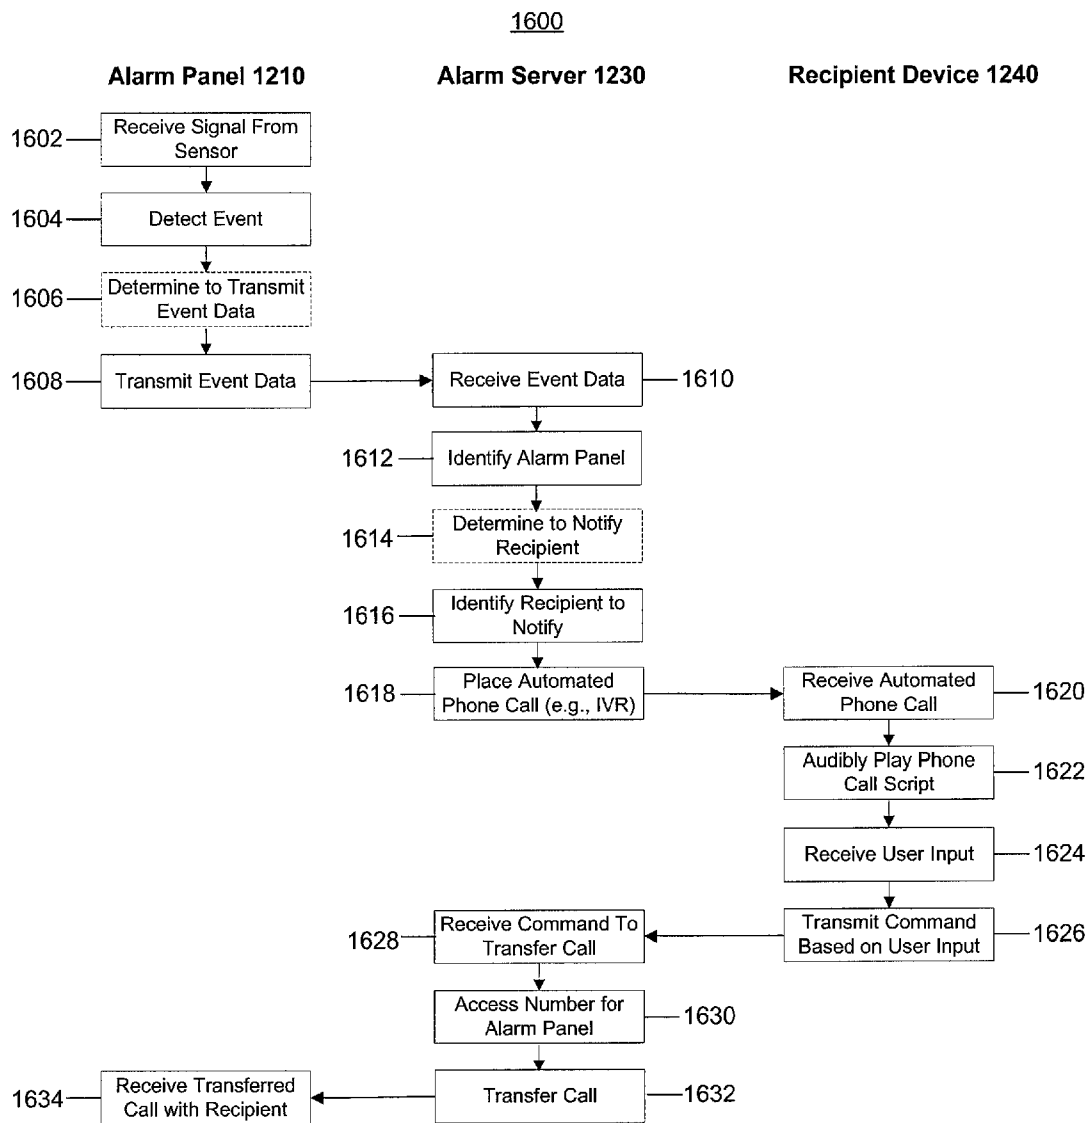 1600
Alarm Panel 1210
Alarm Server 1230
Recipient Device 1240
1602
Receive Signal From
Sensor
1604
Detect Event
1606
Determine to Transmit
Event Data
1608
Transmit Event Data
Receive Event Data
1610
1612
Identify Alarm Panel
1614
Determine to Notify
Recipient
1616
Identify Recipient to
Notify
1618
Place Automated
Phone Call (e.g., IVR)
Receive Automated
Phone Call
1620
Audibly Play Phone
Call Script
1622
Receive User Input
1624
1628
Receive Command To
Transfer Call
Transmit Command
Based on User Input
1626
Access Number for
Alarm Panel
1630
1634
Receive Transferred
Call with Recipient
Transfer Call
1632